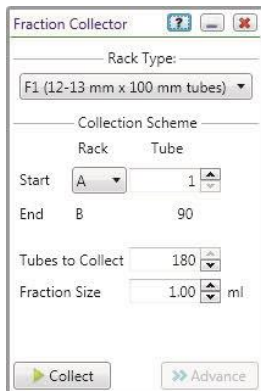 Fraction Collector ?
Rack Type:
F1 (12-13 mm x 100 mm tubes)
Collection Scheme
Rack Tube
Start A 1
End B 90
Tubes to Collect 180
Fraction Size 1.00 ml
Collect Advance